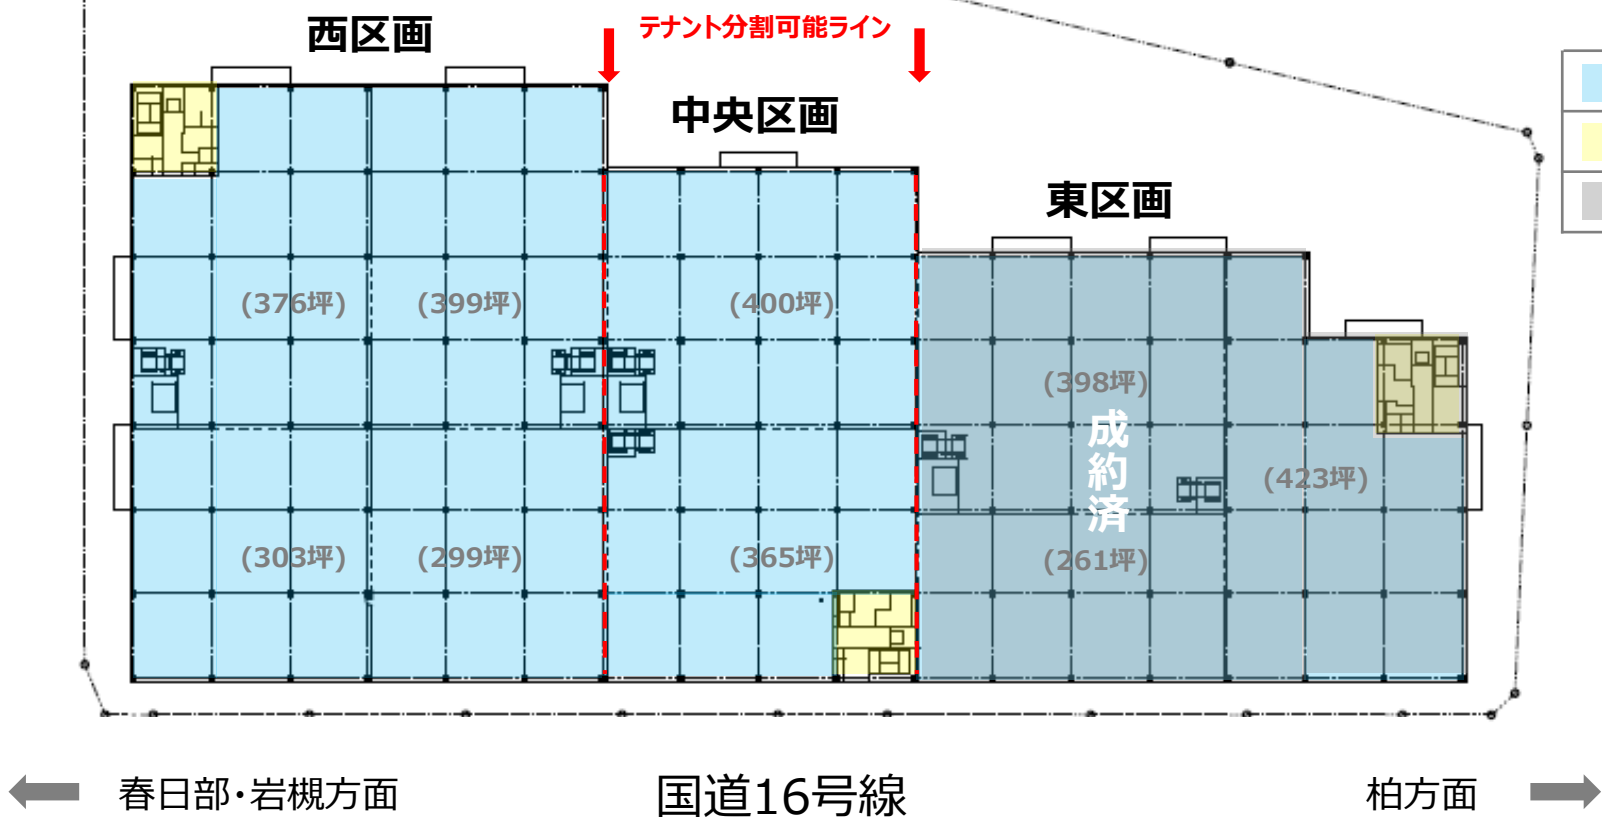 テナント分割可能ライン
西区画
中央区画
東区画
(376坪)
(399坪)
(400坪)
(398坪)
成約済
(423坪)
(303坪)
(299坪)
(365坪)
(261坪)
春日部・岩槻方面
国道16号線
柏方面